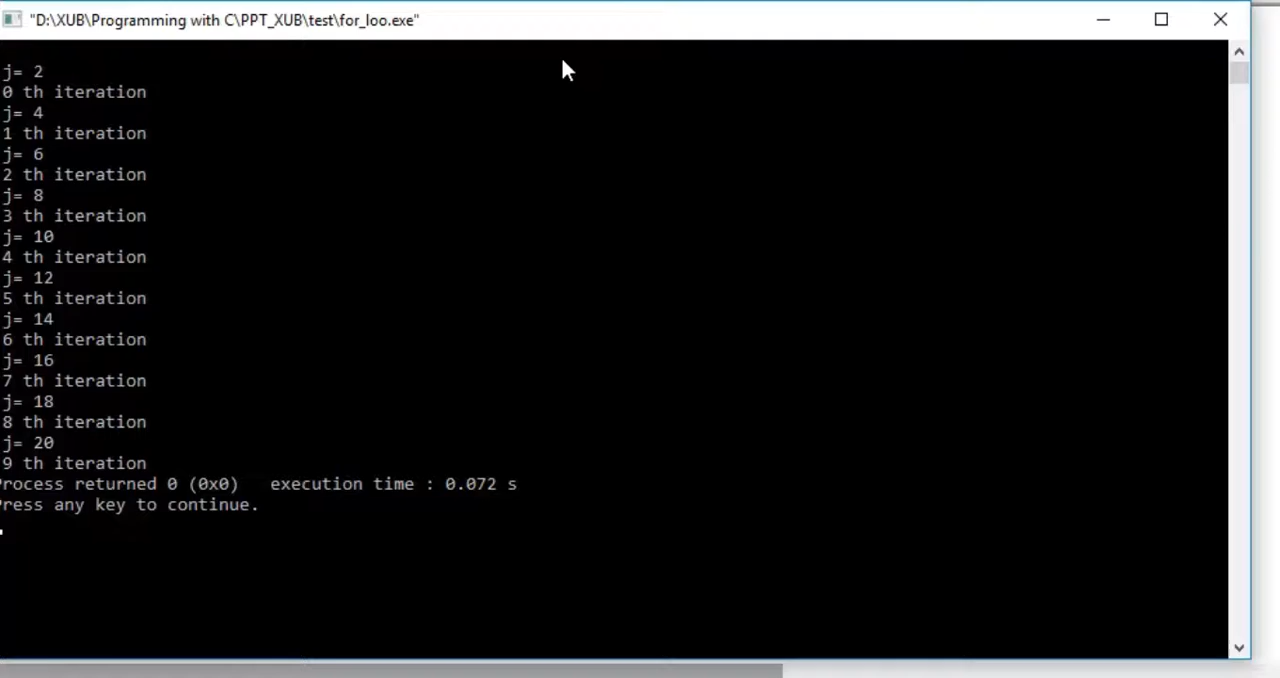 "D:\XUB\Programming with C\PPT_XUB\test\for_loo.exe"
j= 2
0 th iteration
j= 4
1 th iteration
j= 6
2 th iteration
j= 8
3 th iteration
j= 10
4 th iteration
j= 12
5 th iteration
j= 14
6 th iteration
j= 16
7 th iteration
j= 18
8 th iteration
j= 20
9 th iteration
Process returned 0 (0x0)   execution time : 0.072 s
Press any key to continue.